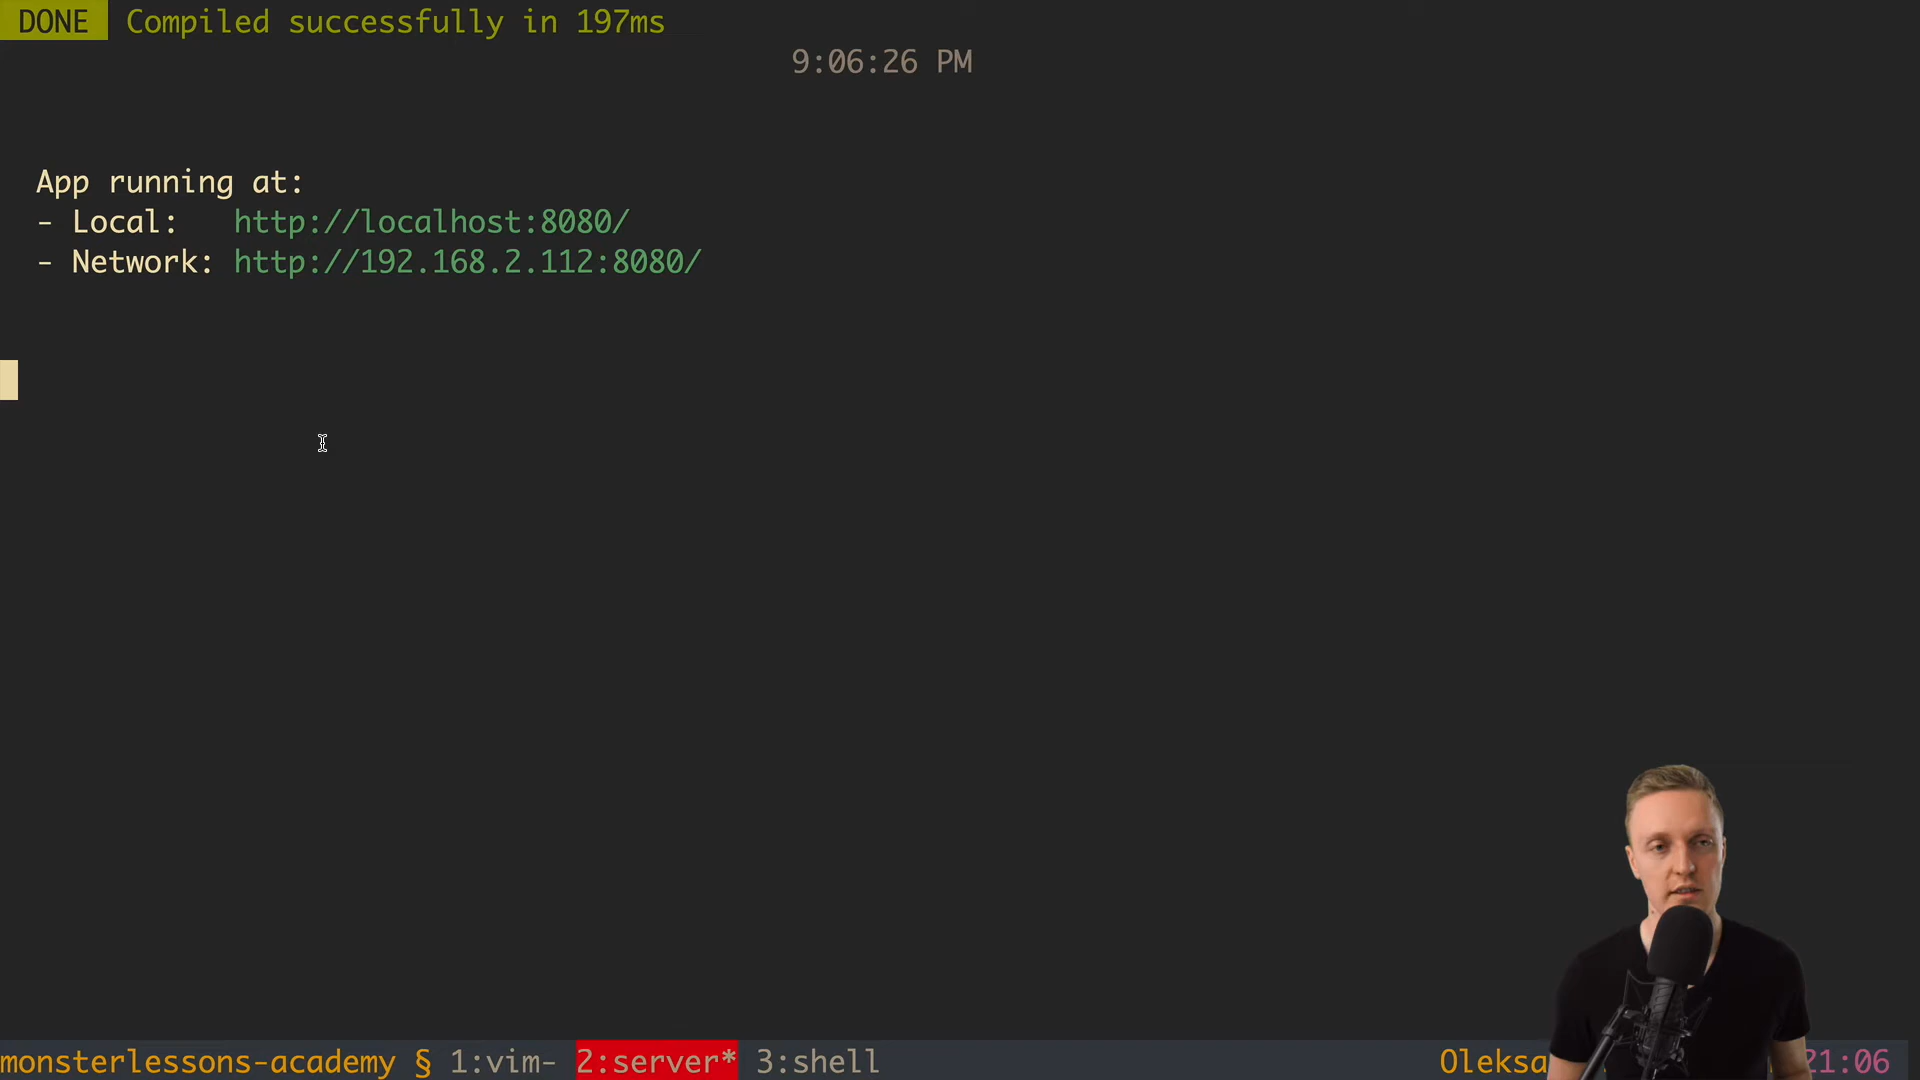 DONE Compiled successfully in 197ms
9:06:26 PM
App running at:
- Local: http://localhost:8080/
- Network: http://192.168.2.112:8080/
monsterlessons-academy § 1:vim- 2:server* 3:shell Oleksa 21:06